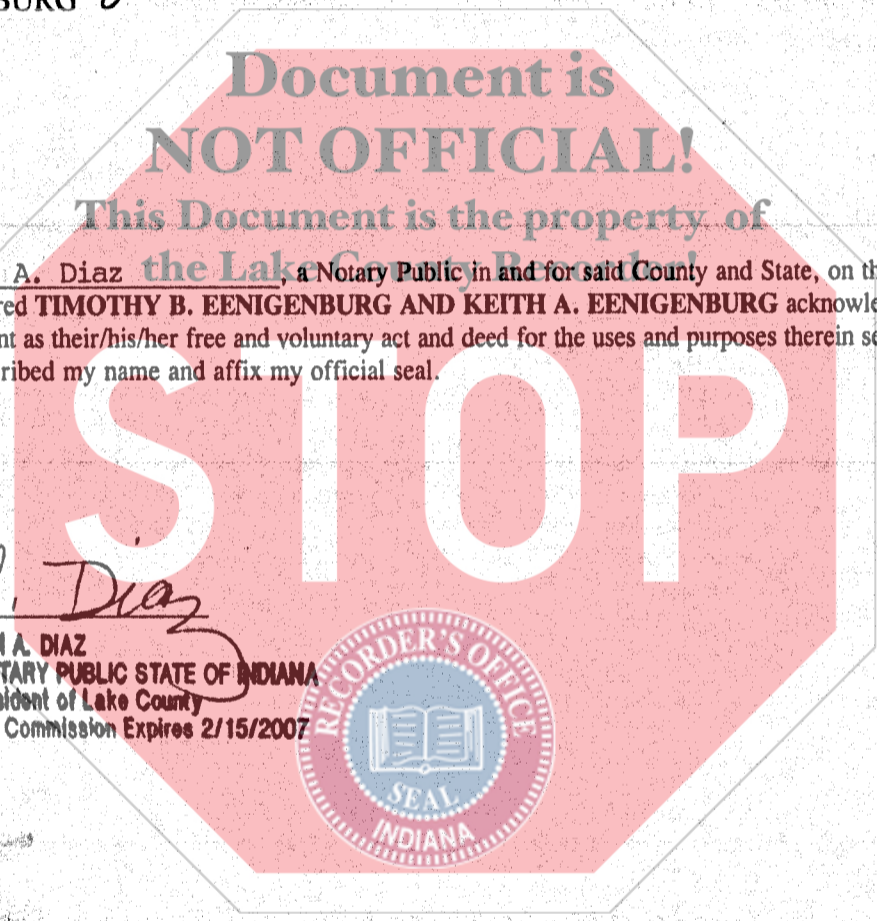 BURG
Document is
NOT OFFICIAL!
This Document is the property of
the Lake County Recorder!
A. Diaz , a Notary Public in and for said County and State, on th
red TIMOTHY B. EENIGENBURG AND KEITH A. EENIGENBURG acknowle
nt as their/his/her free and voluntary act and deed for the uses and purposes therein se
ribed my name and affix my official seal.
STOP
. Diaz
A. DIAZ
TARY PUBLIC STATE OF INDIANA
sident of Lake County
Commission Expires 2/15/2007
RECORDER'S OFFICE
SEAL
INDIANA